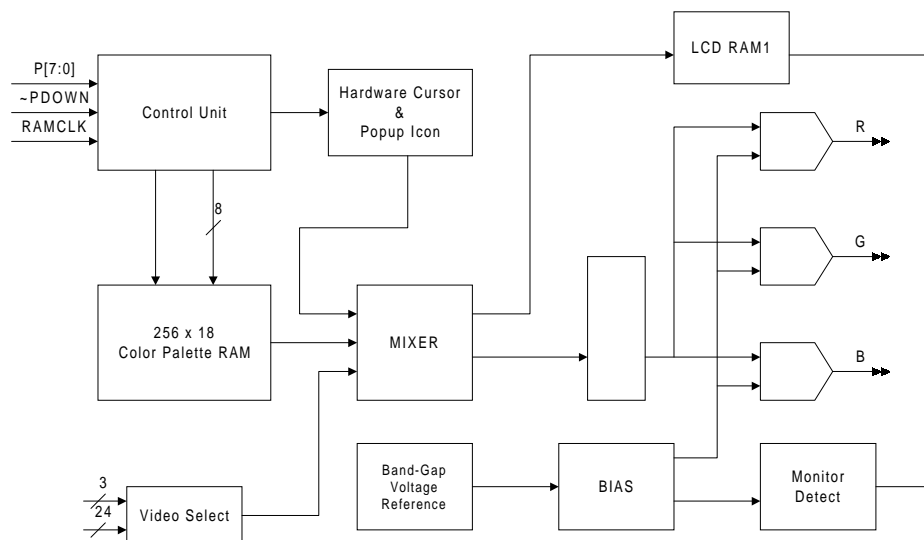 LCD RAM1
P[7:0]
~PDOWN
RAMCLK
Control Unit
Hardware Cursor
&
Popup Icon
R
8
G
256 x 18
Color Palette RAM
MIXER
B
3
24
Video Select
Band-Gap
Voltage
Reference
BIAS
Monitor
Detect